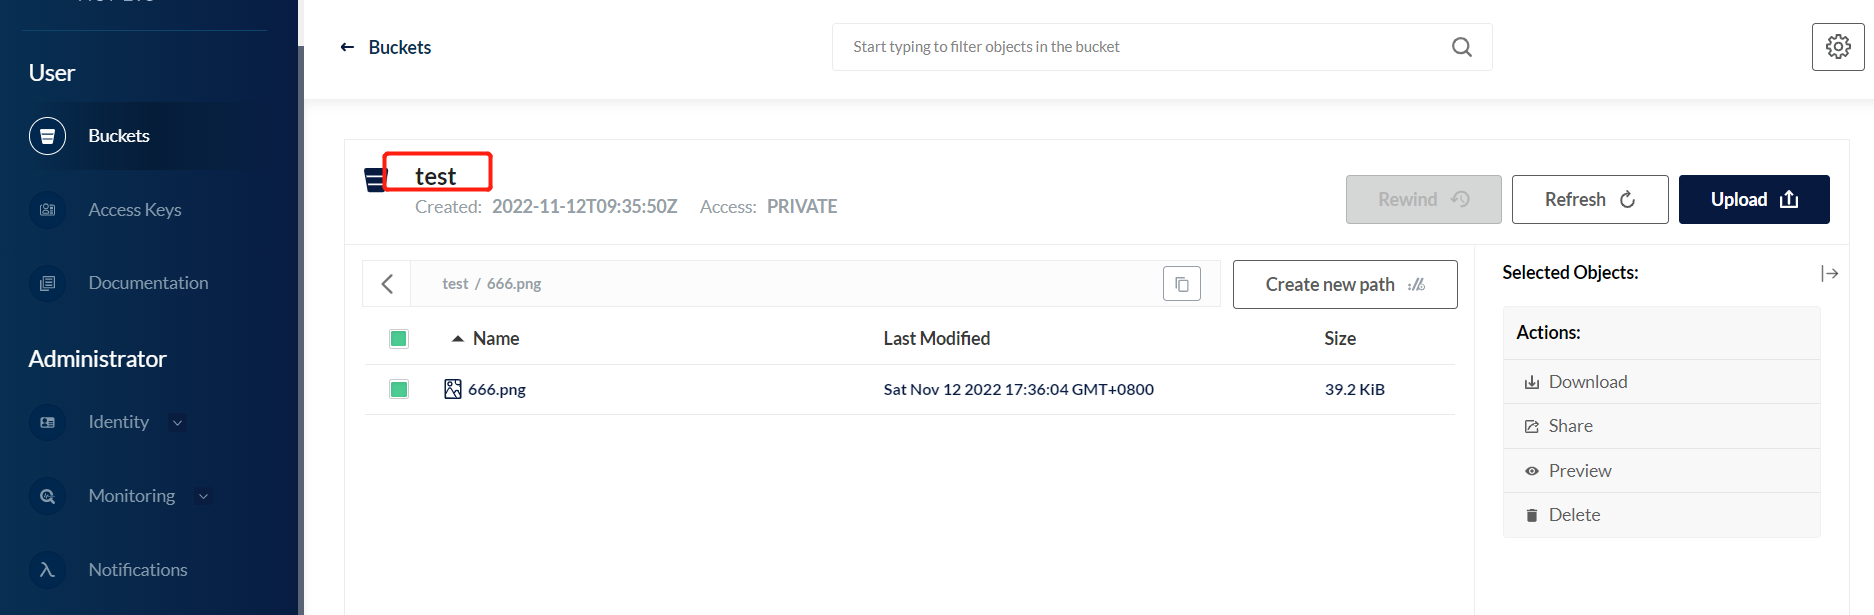 User
Buckets
Access Keys
Documentation
Administrator
Identity
Monitoring
Notifications
Buckets
Start typing to filter objects in the bucket
test
Created: 2022-11-12T09:35:50Z Access: PRIVATE
Rewind
Refresh
Upload
test / 666.png
Create new path
Name Last Modified Size
666.png Sat Nov 12 2022 17:36:04 GMT+0800 39.2 KiB
Selected Objects:
Actions:
Download
Share
Preview
Delete